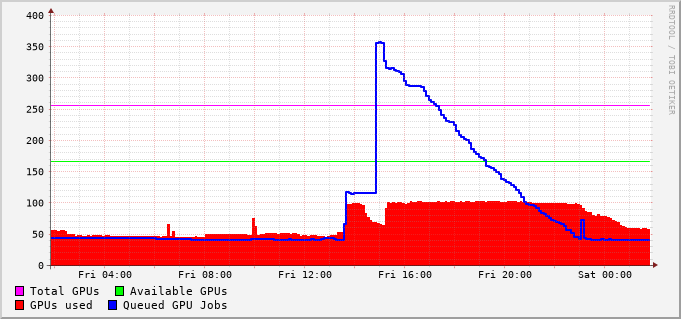 400
350
300
250
200
150
100
50
0
Fri 04:00 Fri 08:00 Fri 12:00 Fri 16:00 Fri 20:00 Sat 00:00
Total GPUs Available GPUs
GPUs used Queued GPU Jobs
RRDTOOL / TOBI OETIKER